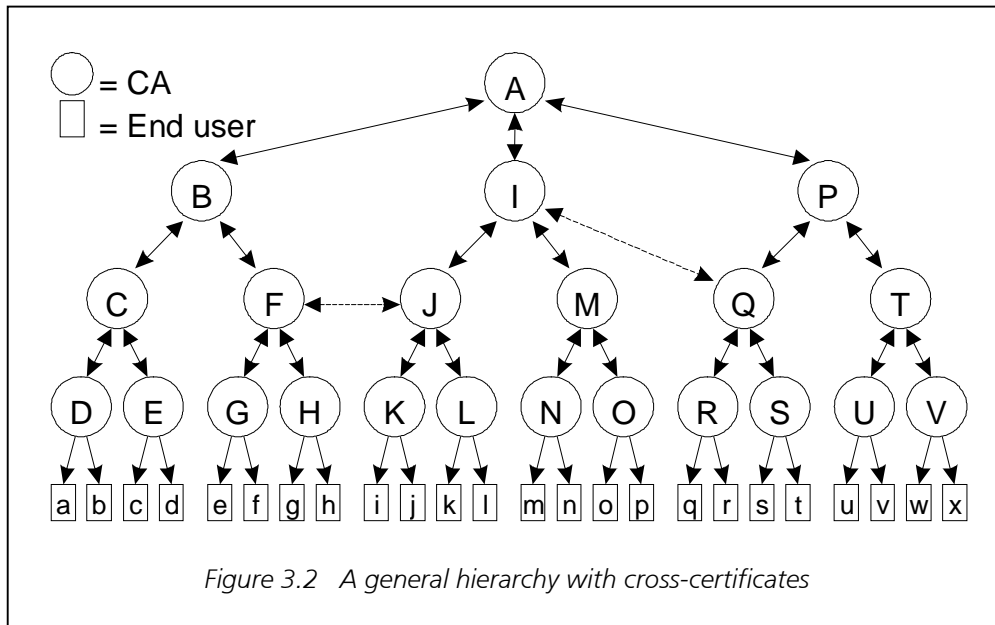 = CA
= End user
A
B I P
C F J M Q T
D E G H K L N O R S U V
a b c d e f g h i j k l m n o p q r s t u v w x
Figure 3.2 A general hierarchy with cross-certificates